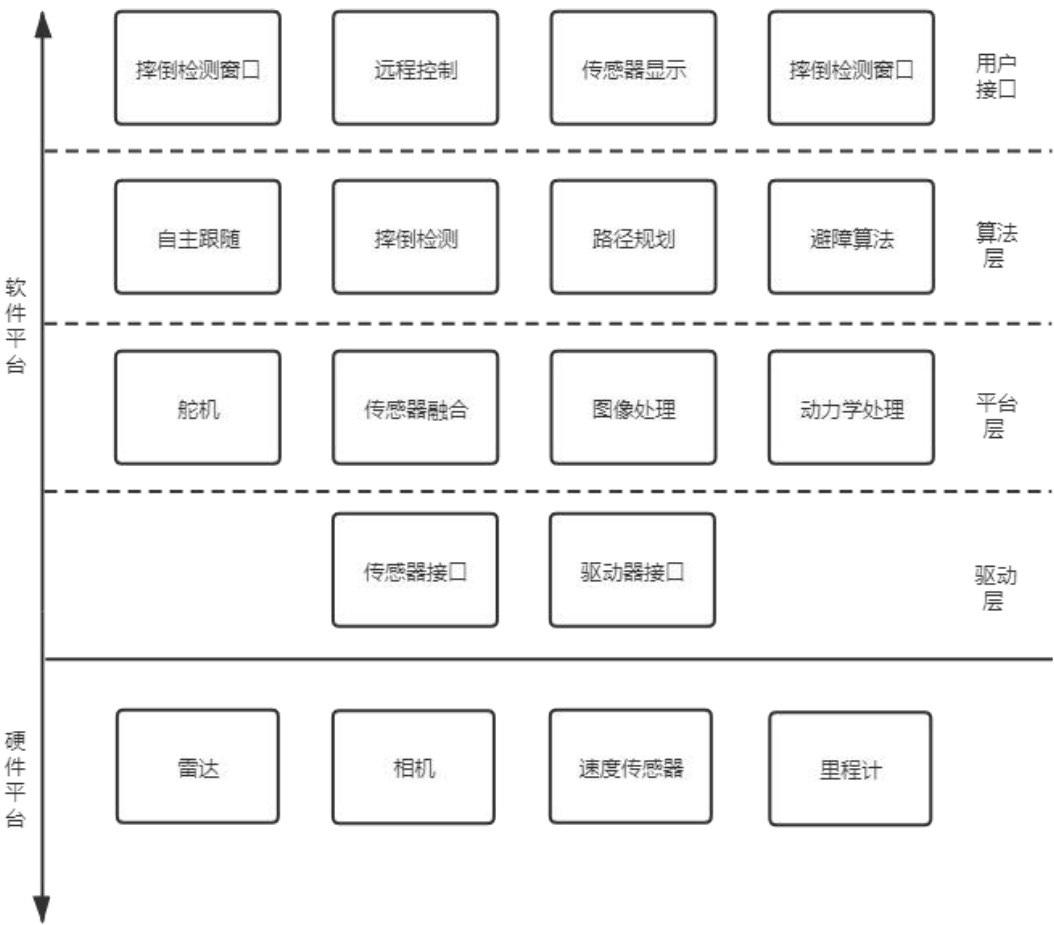 摔倒检测窗口
远程控制
传感器显示
摔倒检测窗口
用户
接口
自主跟随
摔倒检测
路径规划
避障算法
算法
层
软
件
平
台
舵机
传感器融合
图像处理
动力学处理
平台
层
传感器接口
驱动器接口
驱动
层
硬
件
平
台
雷达
相机
速度传感器
里程计